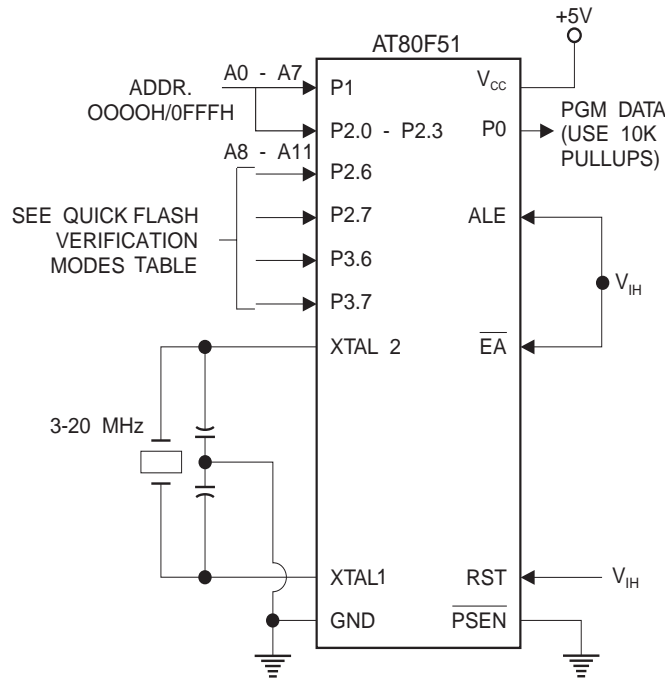 +5V
AT80F51
A0 - A7
ADDR.
OOOOH/0FFFH
P1
VCC
PGM DATA
(USE 10K
PULLUPS)
P2.0 - P2.3
P0
A8 - A11
P2.6
SEE QUICK FLASH
VERIFICATION
MODES TABLE
P2.7
ALE
P3.6
VIH
P3.7
XTAL 2
EA
3-20 MHz
XTAL1
RST
VIH
GND
PSEN